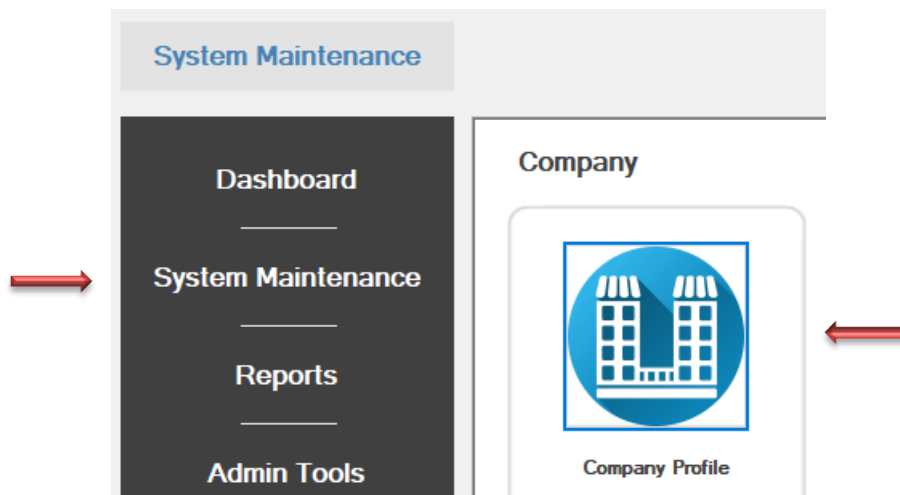 System Maintenance
Dashboard
System Maintenance
Reports
Admin Tools
Company
Company Profile